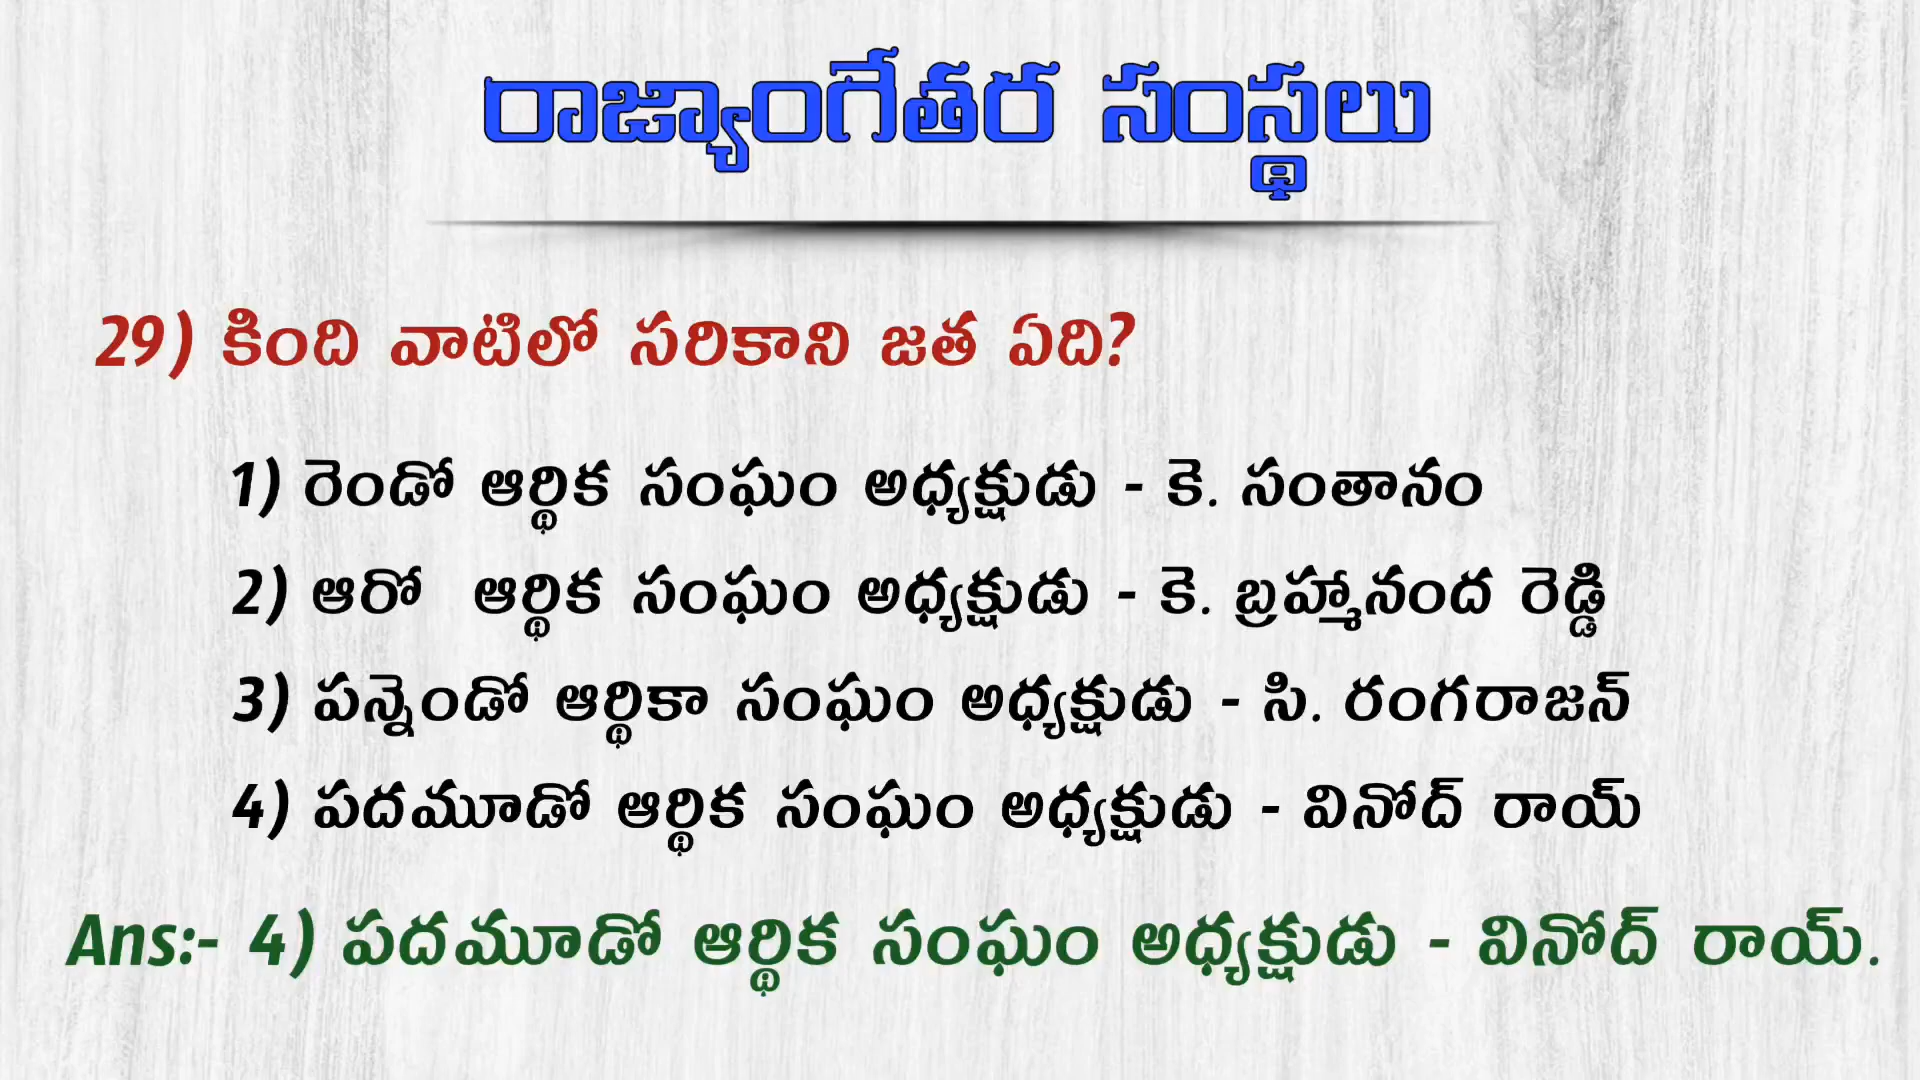 రాజ్యాంగేతర సంస్థలు
29) కింది వాటిలో సరికాని జత ఏది?
1) రెండో ఆర్థిక సంఘం అధ్యక్షుడు - కె. సంతానం
2) ఆరో ఆర్థిక సంఘం అధ్యక్షుడు - కె. బ్రహ్మానంద రెడ్డి
3) పన్నెండో ఆర్థికా సంఘం అధ్యక్షుడు - సి. రంగరాజన్
4) పదమూడో ఆర్థిక సంఘం అధ్యక్షుడు - వినోద్ రాయ్
Ans:- 4) పదమూడో ఆర్థిక సంఘం అధ్యక్షుడు - వినోద్ రాయ్.